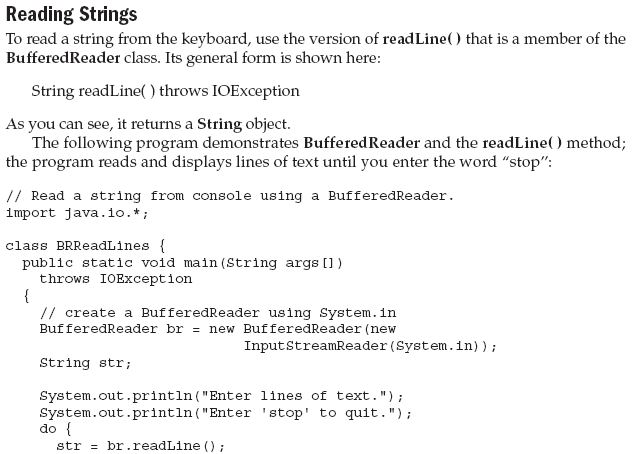 Reading Strings
To read a string from the keyboard, use the version of readLine( ) that is a member of the
BufferedReader class. Its general form is shown here:
String readLine( ) throws IOException
As you can see, it returns a String object.
The following program demonstrates BufferedReader and the readLine( ) method;
the program reads and displays lines of text until you enter the word “stop”:
// Read a string from console using a BufferedReader.
import java.io.*;
class BRReadLines {
public static void main(String args[])
throws IOException
{
// create a BufferedReader using System.in
BufferedReader br = new BufferedReader(new
InputStreamReader(System.in));
String str;
System.out.println("Enter lines of text.");
System.out.println("Enter 'stop' to quit.");
do {
str = br.readLine();